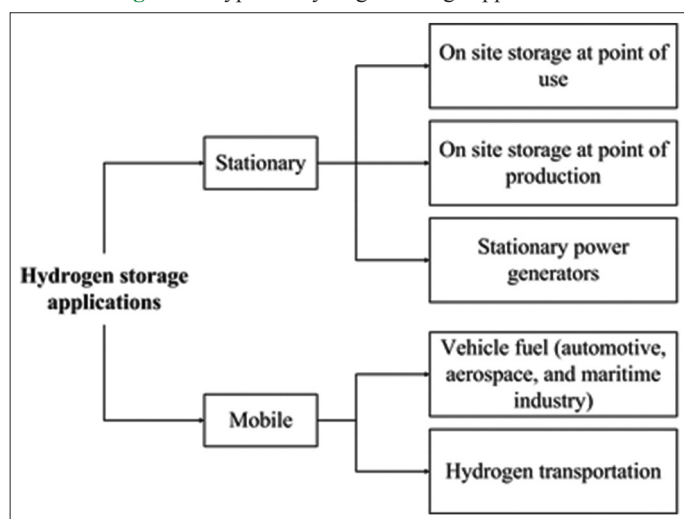 On site storage at point of
use
Stationary
On site storage at point of
production
Stationary power
generators
Hydrogen storage
applications
Vehicle fuel (automotive,
aerospace, and maritime
industry)
Mobile
Hydrogen transportation